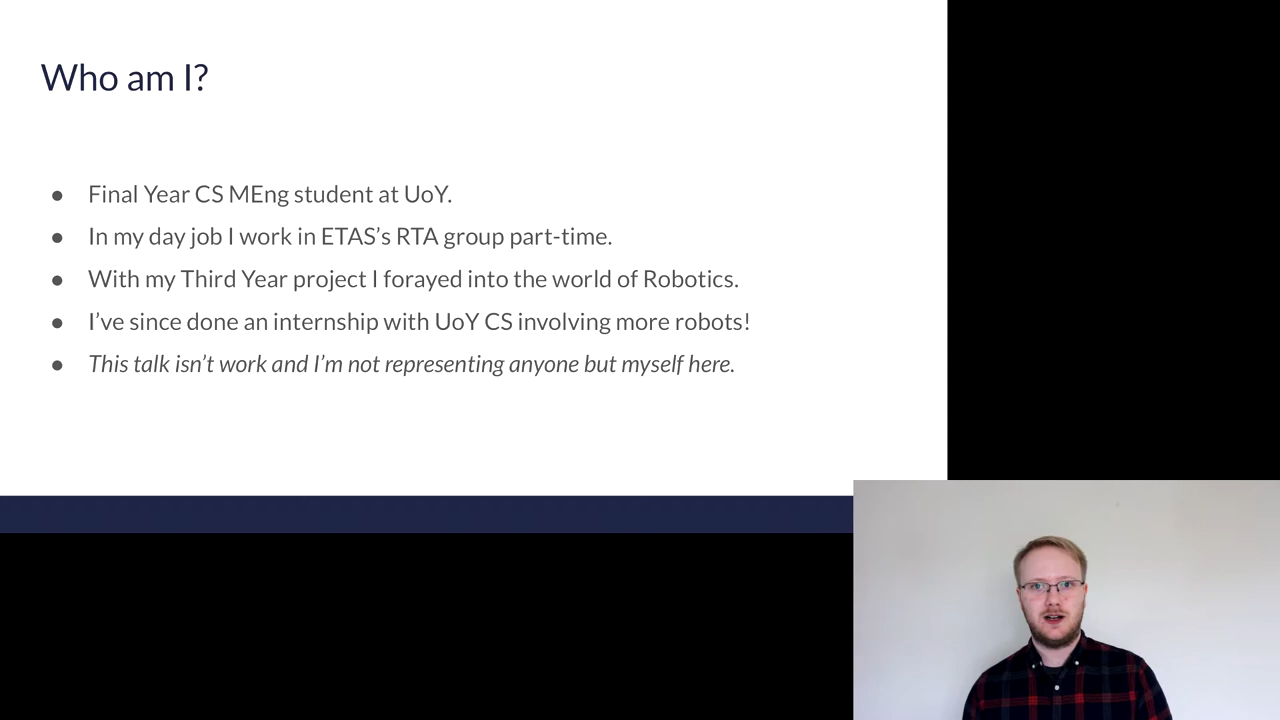 Who am I?
● Final Year CS MEng student at UoY.
● In my day job I work in ETAS’s RTA group part-time.
● With my Third Year project I forayed into the world of Robotics.
● I’ve since done an internship with UoY CS involving more robots!
● This talk isn’t work and I’m not representing anyone but myself here.